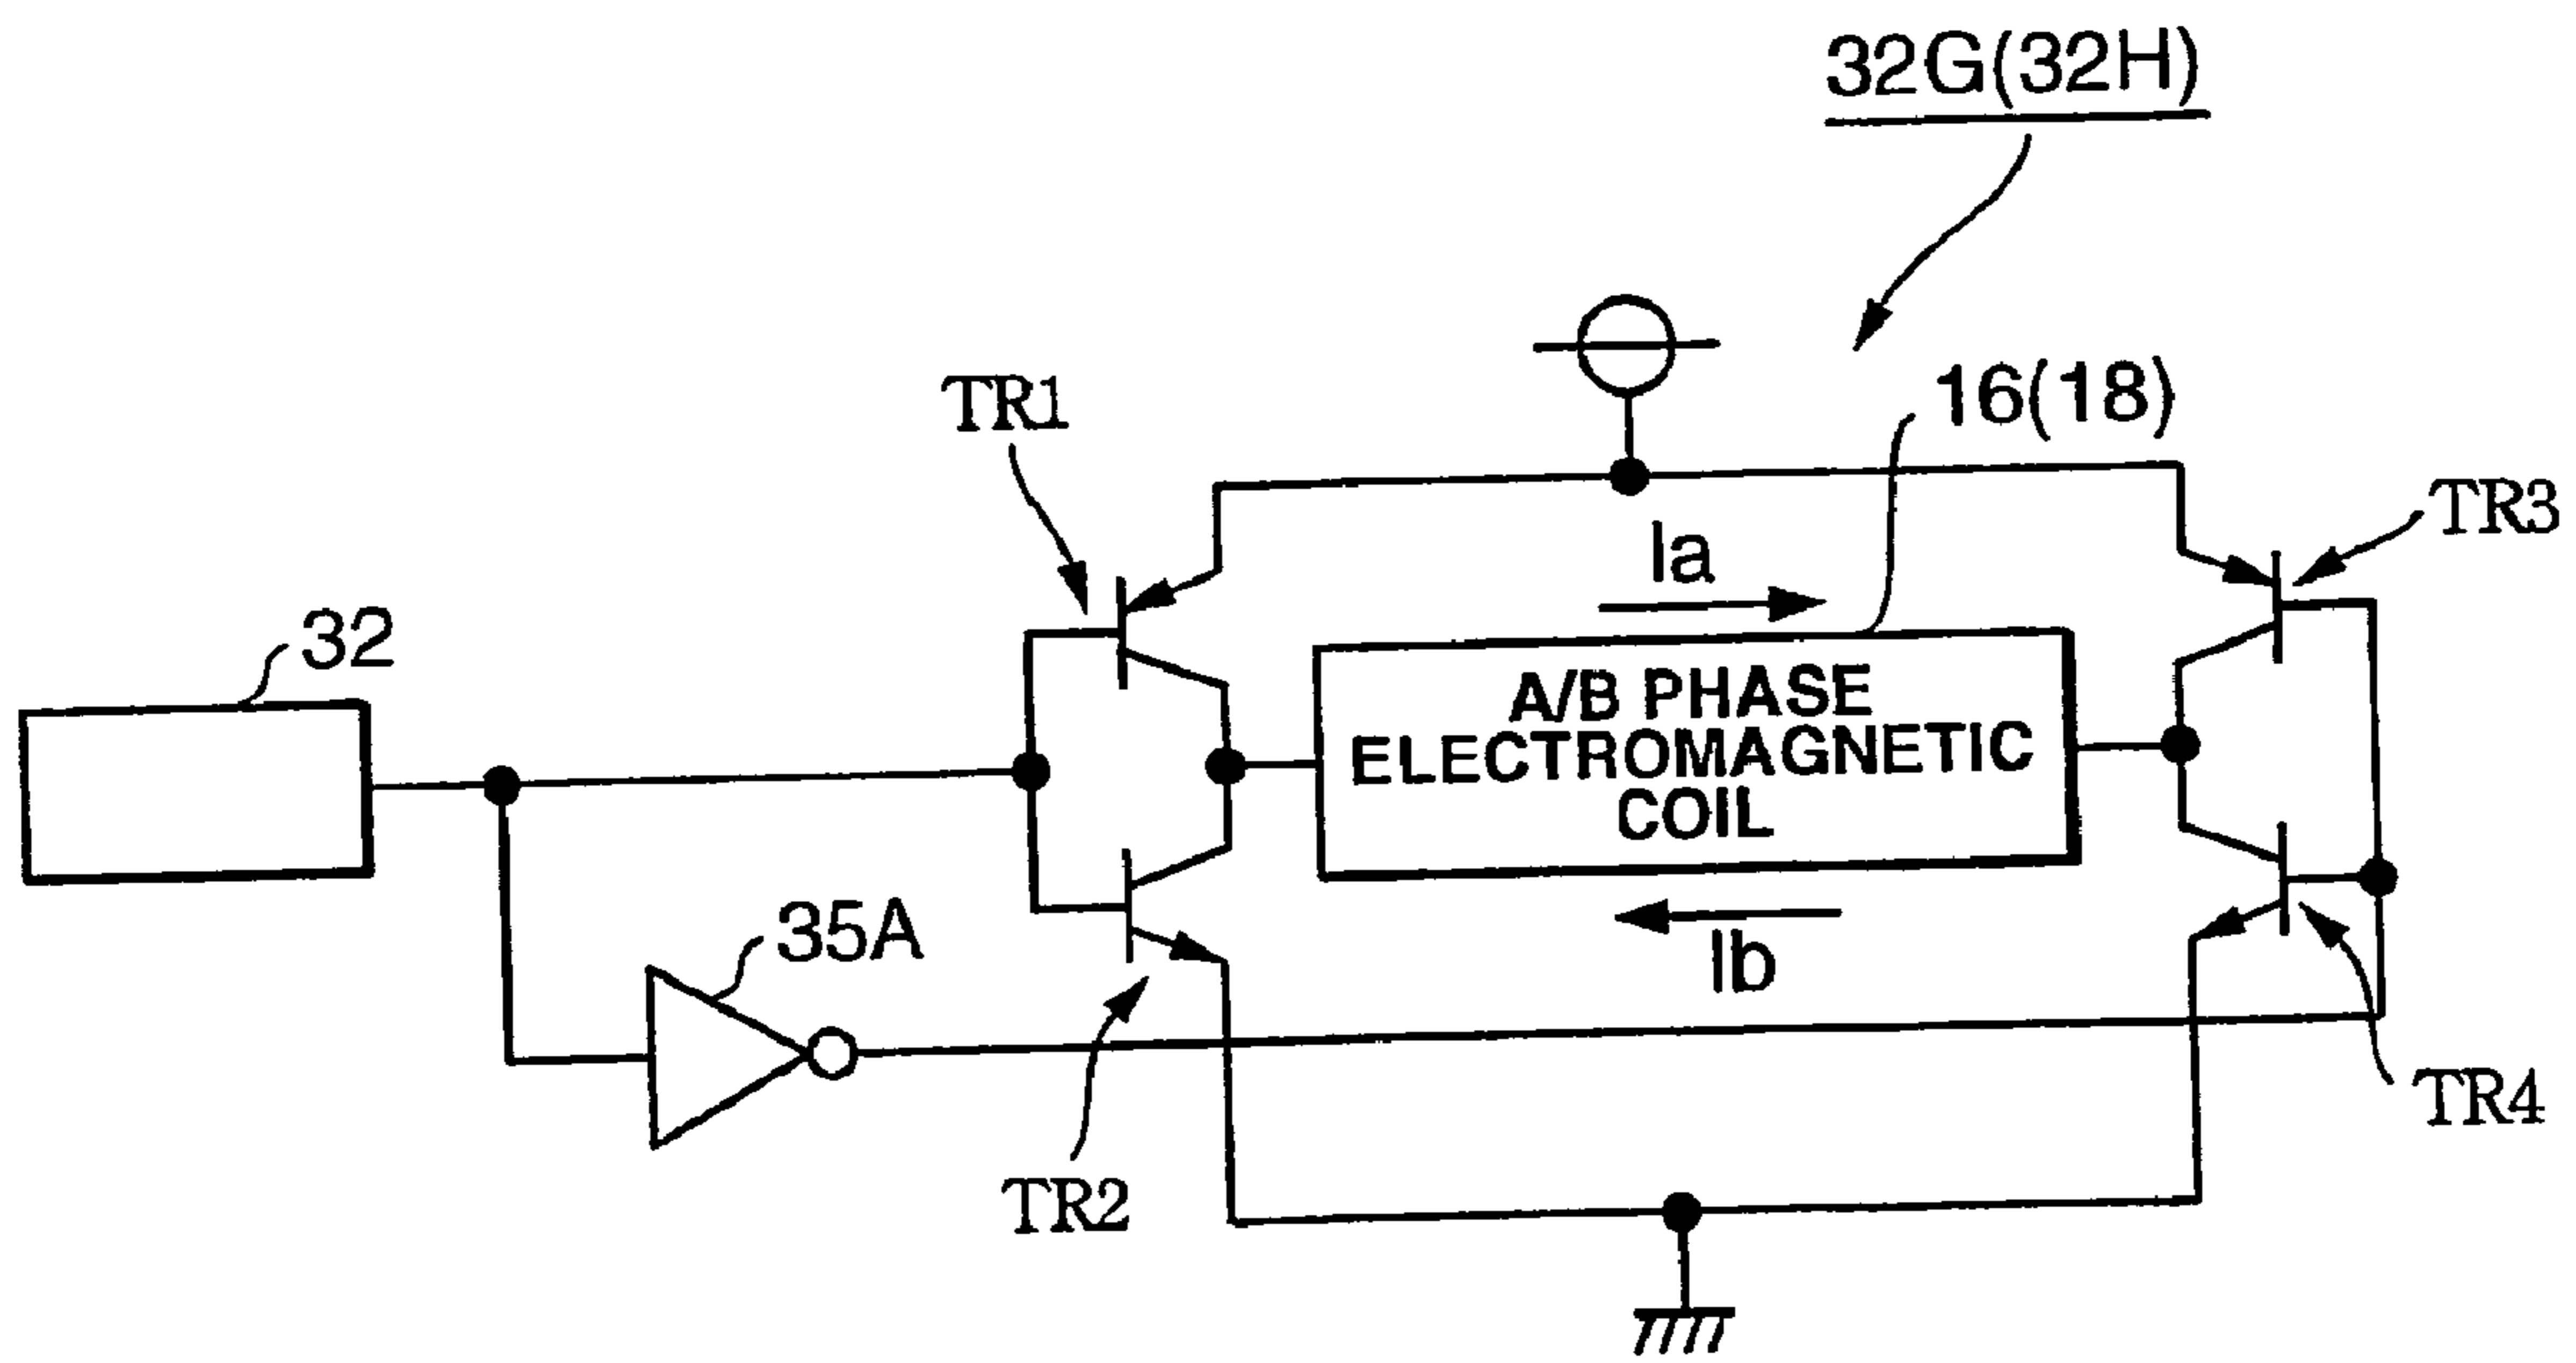 32G(32H)
TR1
16(18)
TR3
Ia
32
A/B PHASE
ELECTROMAGNETIC
COIL
35A
Ib
TR4
TR2